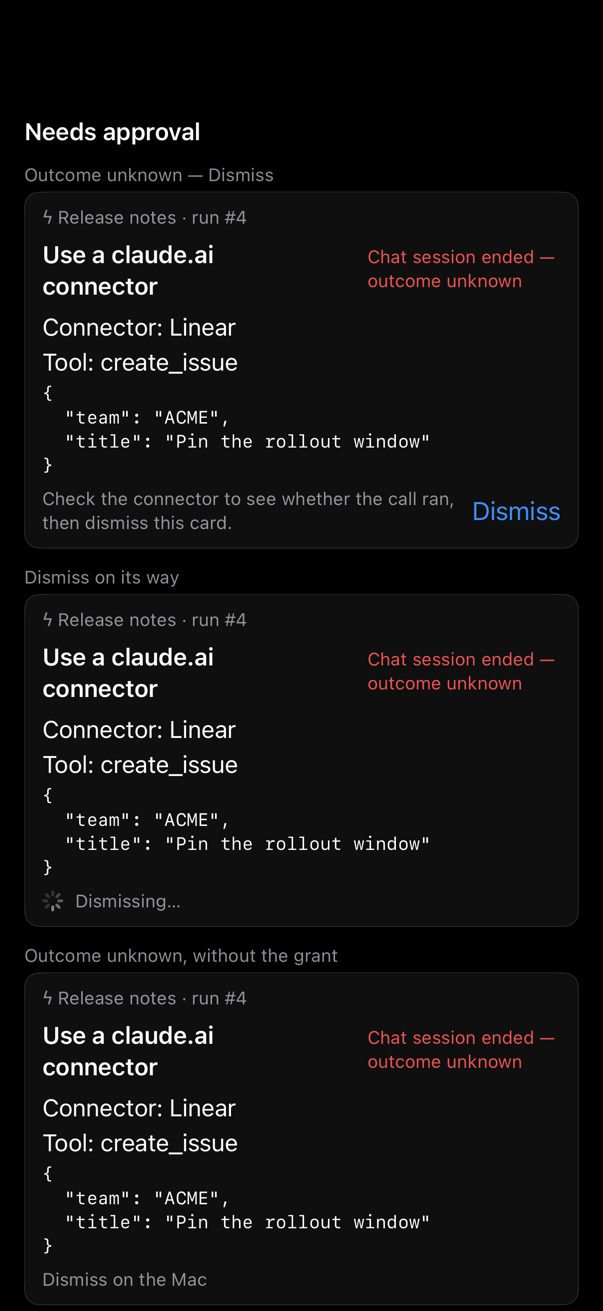 Needs approval
Outcome unknown — Dismiss
ϟ Release notes · run #4
Use a claude.ai
connector
Chat session ended —
outcome unknown
Connector: Linear
Tool: create_issue
{
  "team": "ACME",
  "title": "Pin the rollout window"
}
Check the connector to see whether the call ran,
then dismiss this card.
Dismiss
Dismiss on its way
ϟ Release notes · run #4
Use a claude.ai
connector
Chat session ended —
outcome unknown
Connector: Linear
Tool: create_issue
{
  "team": "ACME",
  "title": "Pin the rollout window"
}
Dismissing…
Outcome unknown, without the grant
ϟ Release notes · run #4
Use a claude.ai
connector
Chat session ended —
outcome unknown
Connector: Linear
Tool: create_issue
{
  "team": "ACME",
  "title": "Pin the rollout window"
}
Dismiss on the Mac